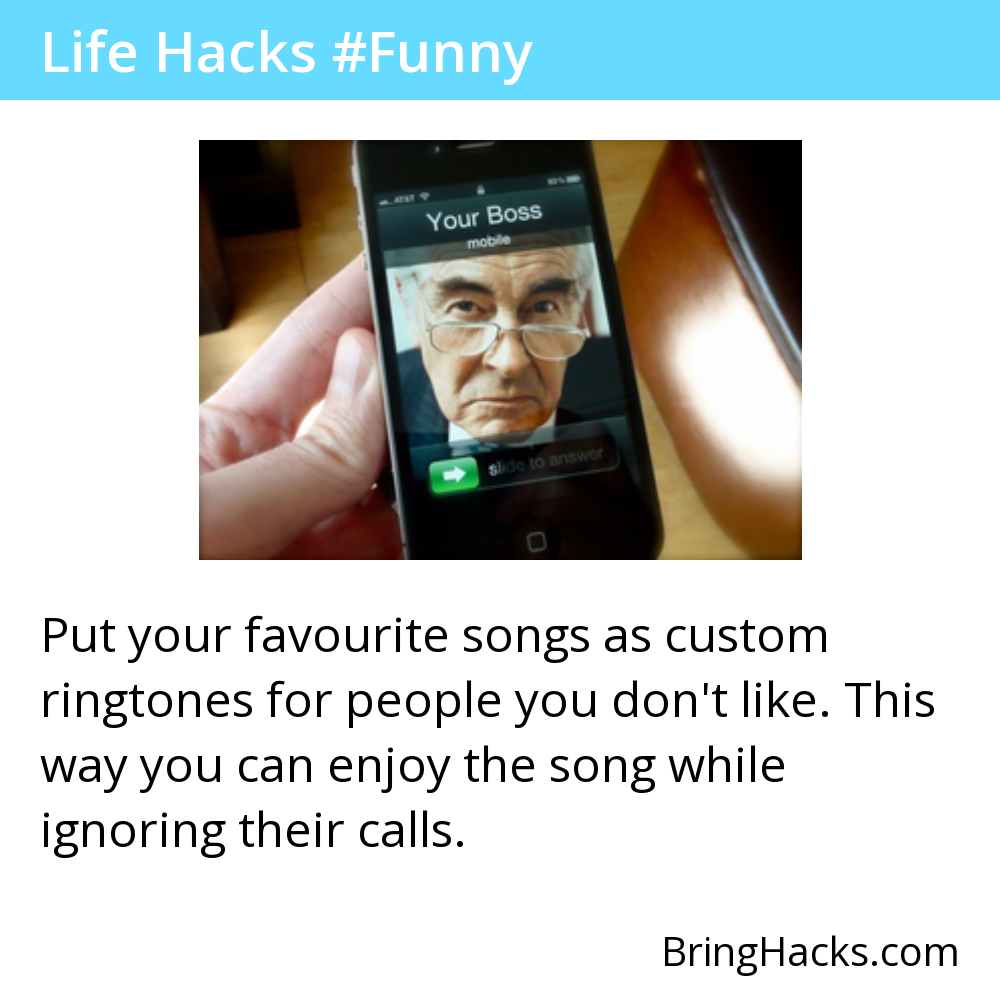 Life Hacks #Funny
AT&T
93%
Your Boss
mobile
slide to answer
Put your favourite songs as custom
ringtones for people you don't like. This
way you can enjoy the song while
ignoring their calls.
BringHacks.com